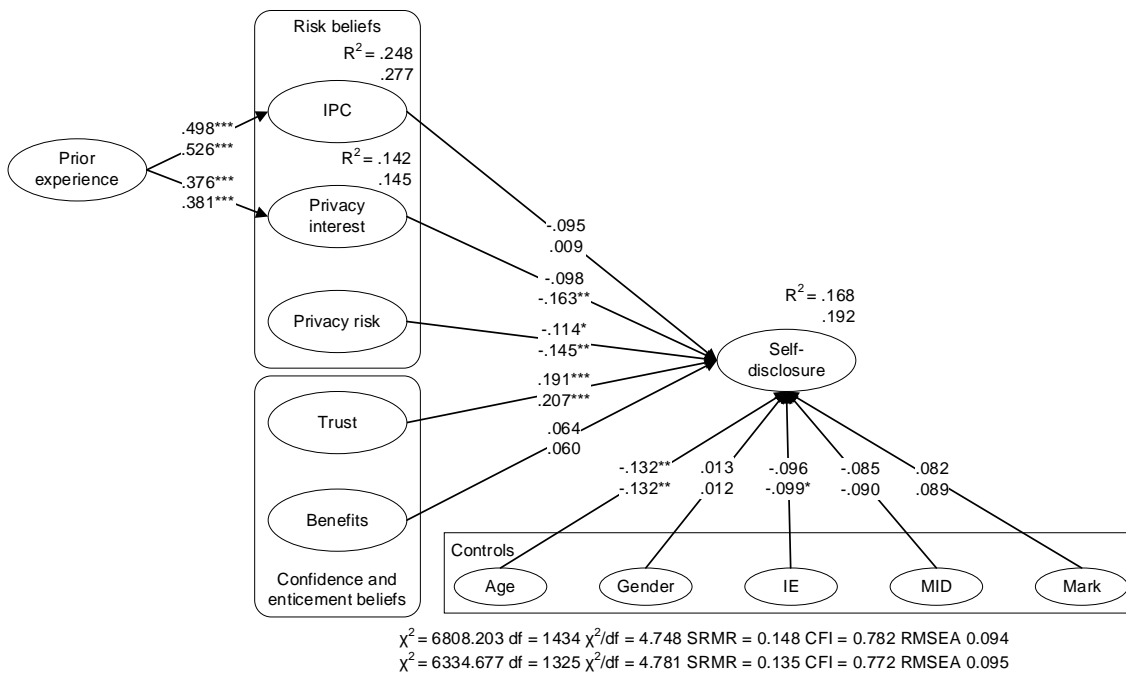 Risk beliefs
R² = .248
.277
IPC
.498***
.526***
Prior
experience
R² = .142
.145
.376***
.381***
Privacy
interest
-.095
.009
-.098
-.163**
R² = .168
.192
Privacy risk
-.114*
-.145**
Self-
disclosure
.191***
.207***
Trust
.064
.060
-.132**
-.132**
.013
.012
-.096
-.099*
-.085
-.090
.082
.089
Benefits
Controls
Confidence and
enticement beliefs
Age
Gender
IE
MID
Mark
χ² = 6808.203 df = 1434 χ²/df = 4.748 SRMR = 0.148 CFI = 0.782 RMSEA 0.094
χ² = 6334.677 df = 1325 χ²/df = 4.781 SRMR = 0.135 CFI = 0.772 RMSEA 0.095